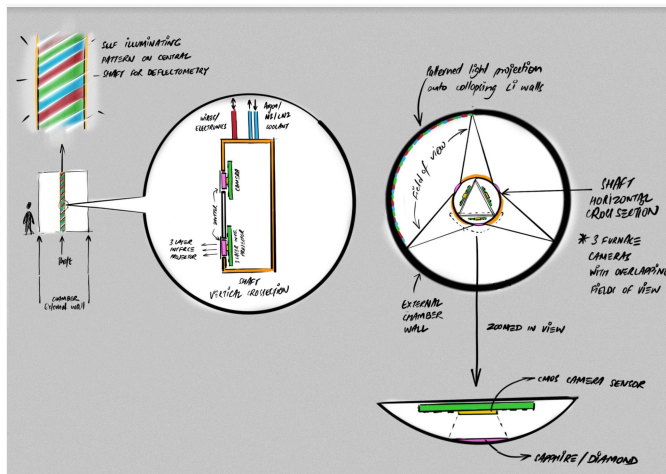 SELF ILLUMINATING
PATTERN ON CENTRAL
SHAFT FOR DEFLECTOMETRY
WIRES/
ELECTRONICS
ARGON/
N2/LN2
COOLANT
CAMERA
SHUTTER
3 LAYER
INTERFACE
PROJECTOR
SHAFT
VERTICAL CROSSECTION
Shaft
CHAMBER
External WALL
Patterned light projection
onto collapsing Li walls
Field of view
SHAFT
HORIZONTAL
CROSSECTION
* 3 FURNACE
CAMERAS
WITH OVERLAPPING
FIELDS OF VIEW
EXTERNAL
CHAMBER
WALL
ZOOMED IN VIEW
CMOS CAMERA SENSOR
SAPPHIRE / DIAMOND